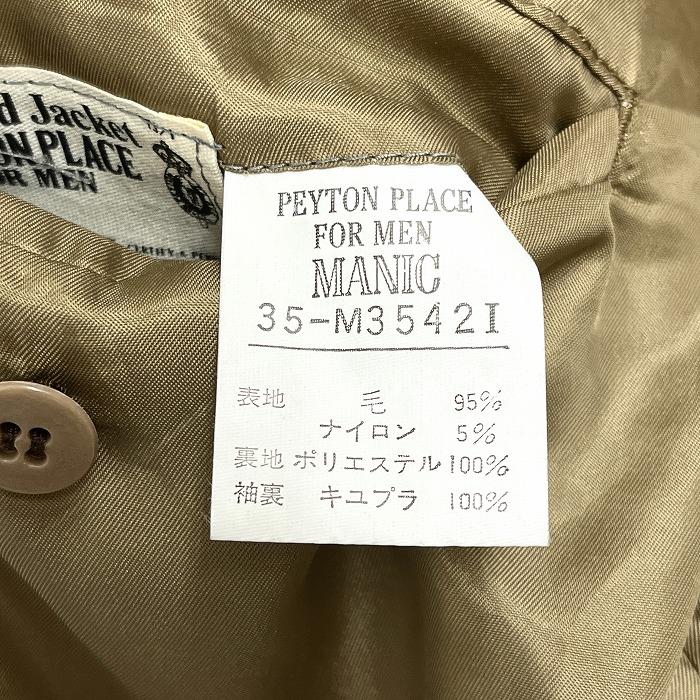 d Jacket
ON PLACE
OR MEN
PEYTON PLACE
FOR MEN
MANIC
35-M3542I
表地 毛 95%
ナイロン 5%
裏地 ポリエステル 100%
袖裏 キユプラ 100%